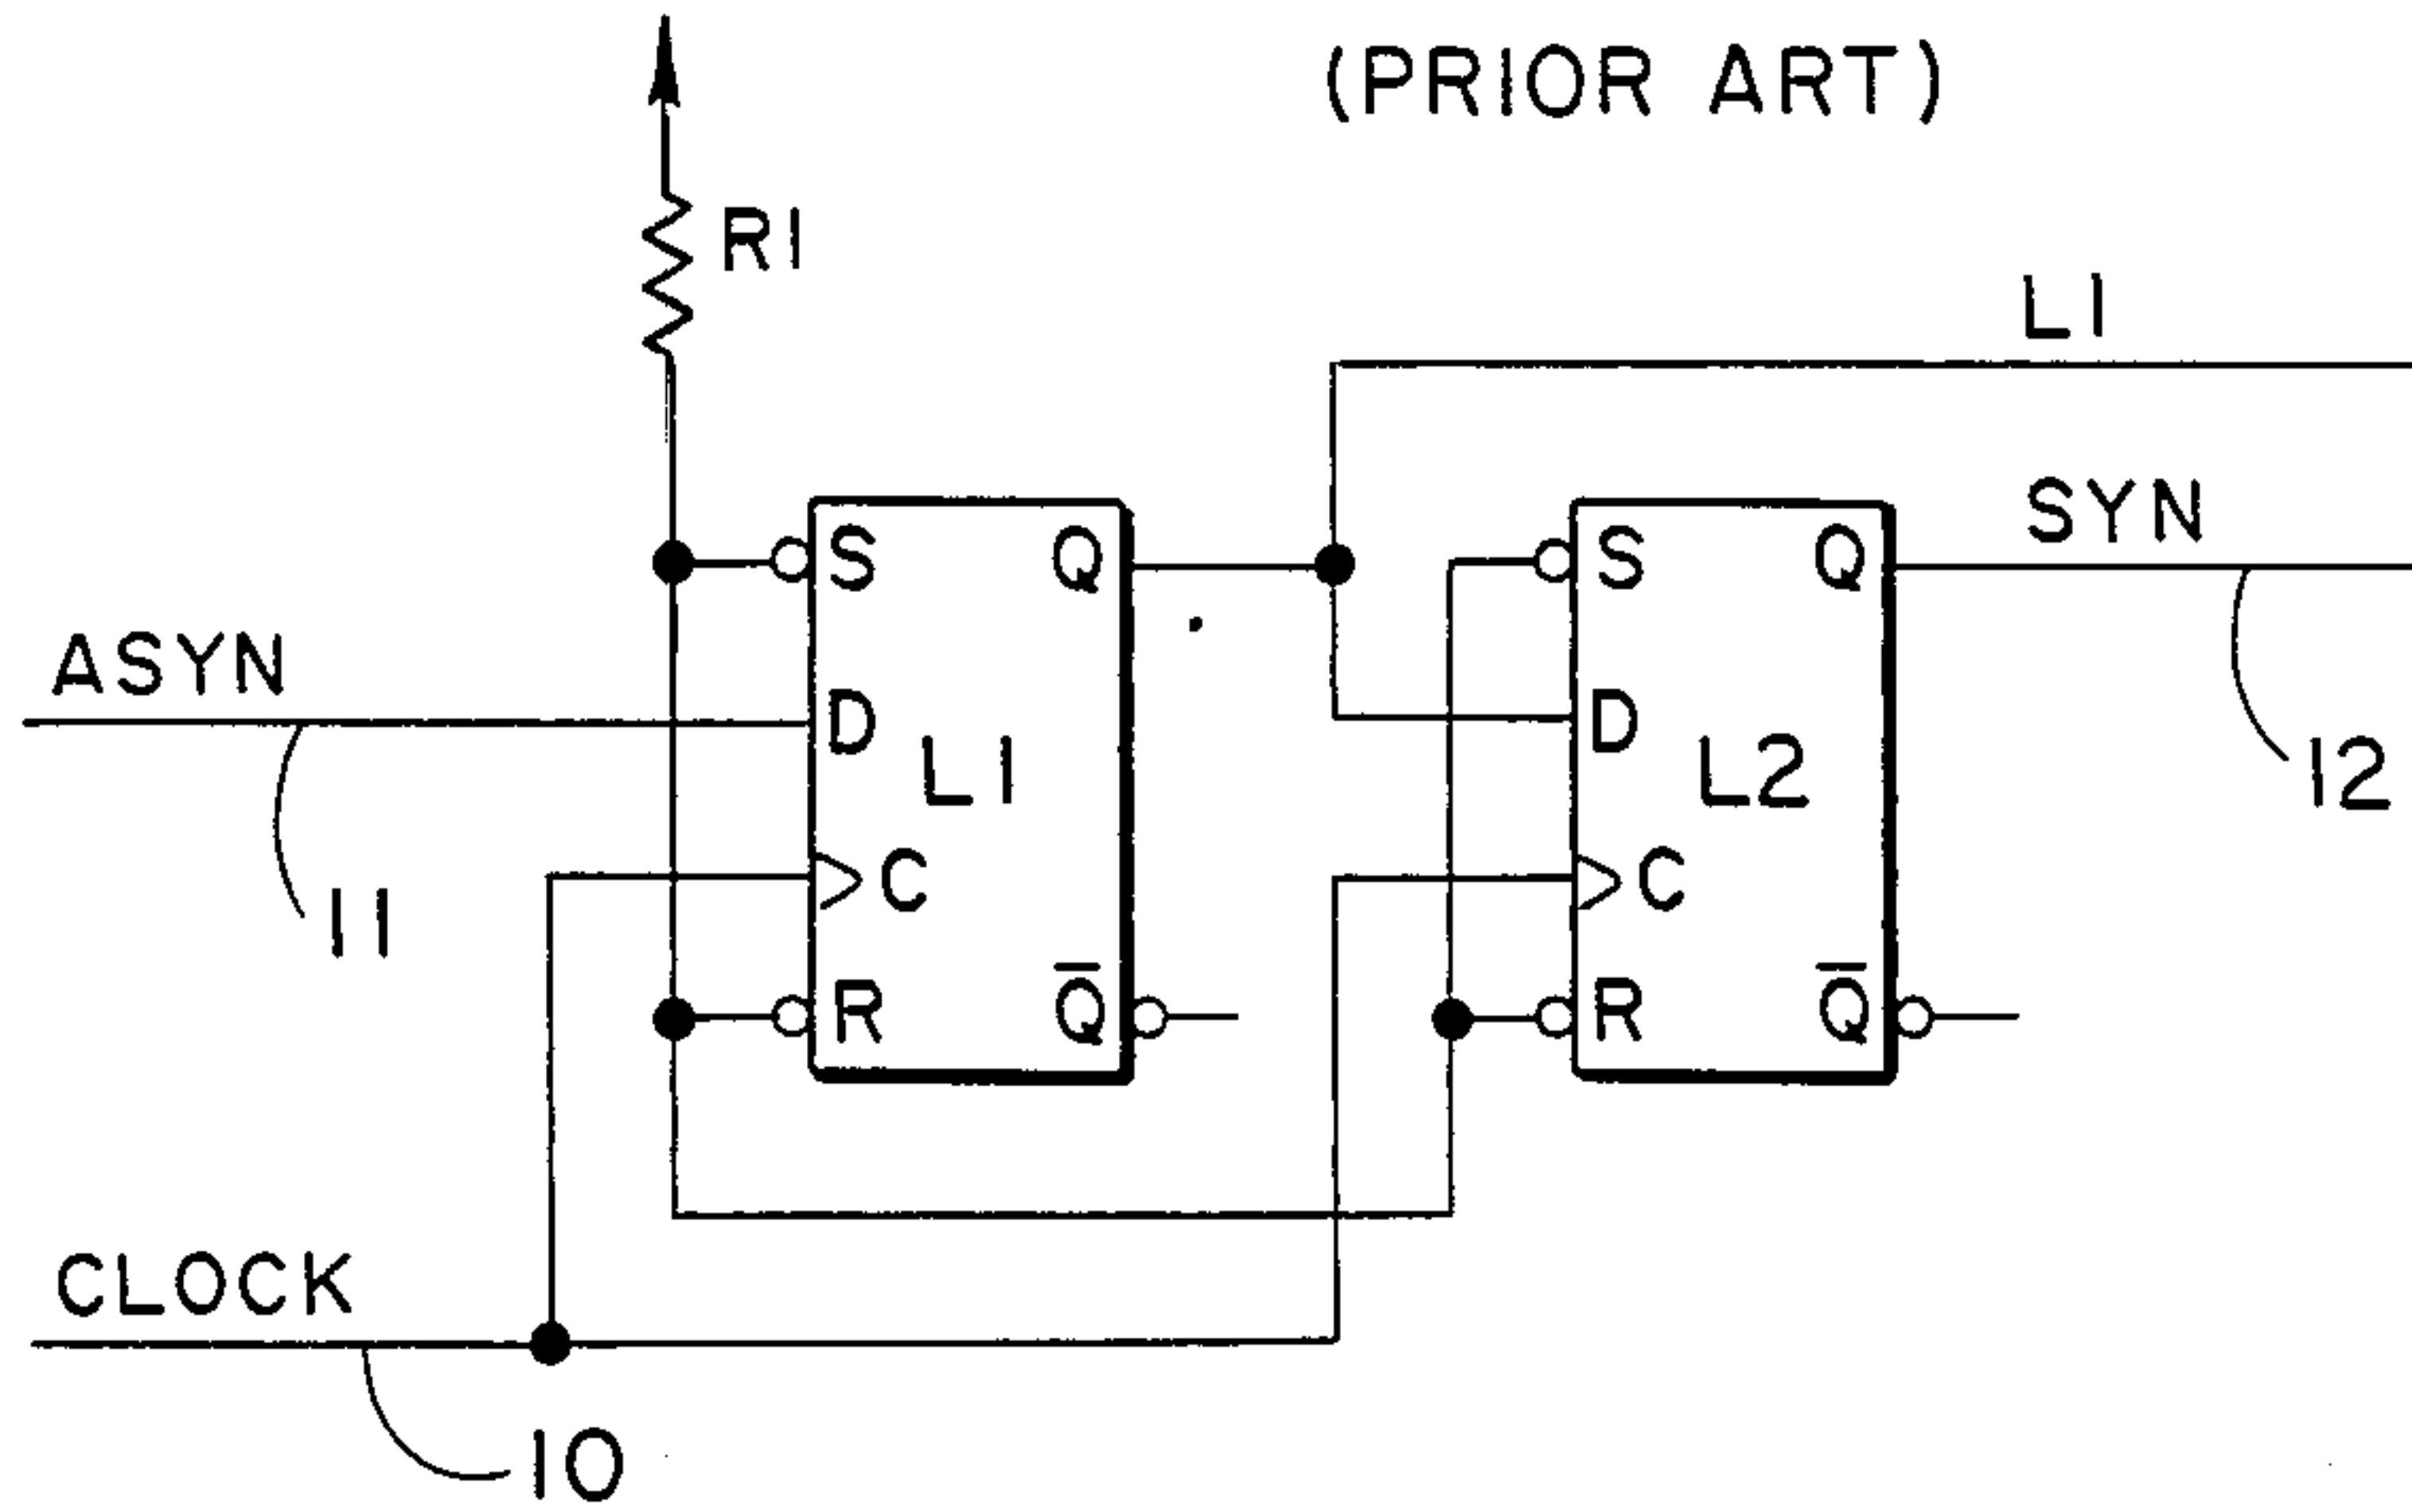 (PRIOR ART)
R1
L1
S Q
S Q
SYN
ASYN
D
L1
D
L2
12
C
C
11
R Q̅
R Q̅
CLOCK
10